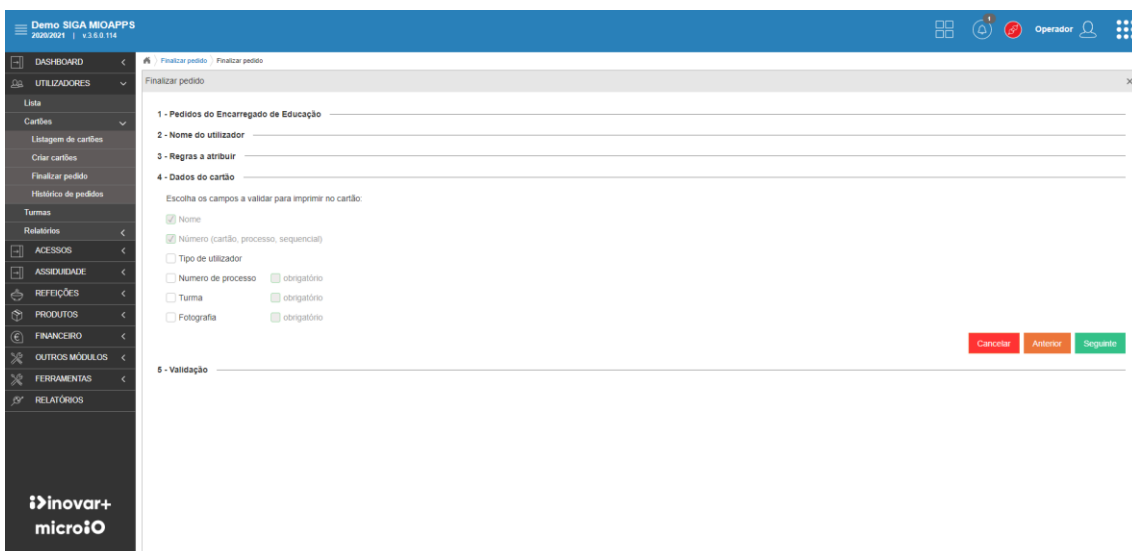 Demo SIGA MIOAPPS
2020/2021 | v.3.6.0.114
1
Operador
DASHBOARD
UTILIZADORES
Lista
Cartões
Listagem de cartões
Criar cartões
Finalizar pedido
Histórico de pedidos
Turmas
Relatórios
ACESSOS
ASSIDUIDADE
REFEIÇÕES
PRODUTOS
FINANCEIRO
OUTROS MÓDULOS
FERRAMENTAS
RELATÓRIOS
inovar+
microiO
Finalizar pedido Finalizar pedido
Finalizar pedido
1 - Pedidos do Encarregado de Educação
2 - Nome do utilizador
3 - Regras a atribuir
4 - Dados do cartão
Escolha os campos a validar para imprimir no cartão:
Nome
Número (cartão, processo, sequencial)
Tipo de utilizador
Numero de processo obrigatório
Turma obrigatório
Fotografia obrigatório
Cancelar Anterior Seguinte
5 - Validação